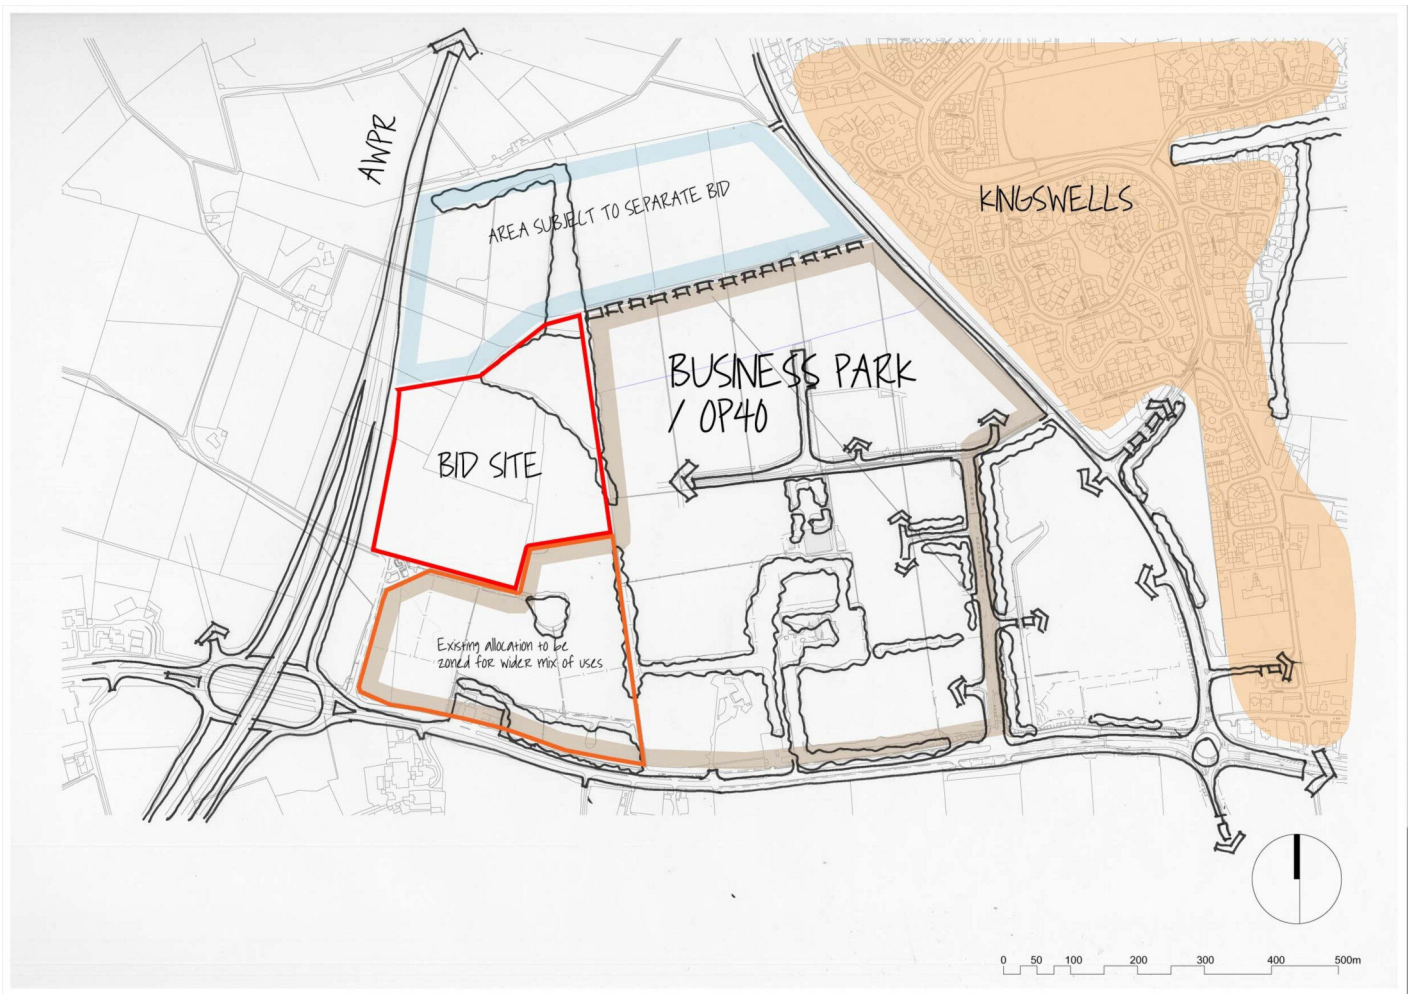 AWPR
AREA SUBJECT TO SEPARATE BID
KINGSWELLS
BUSINESS PARK
/ OP40
BID SITE
Existing allocation to be
zoned for wider mix of uses
0 50 100 200 300 400 500m